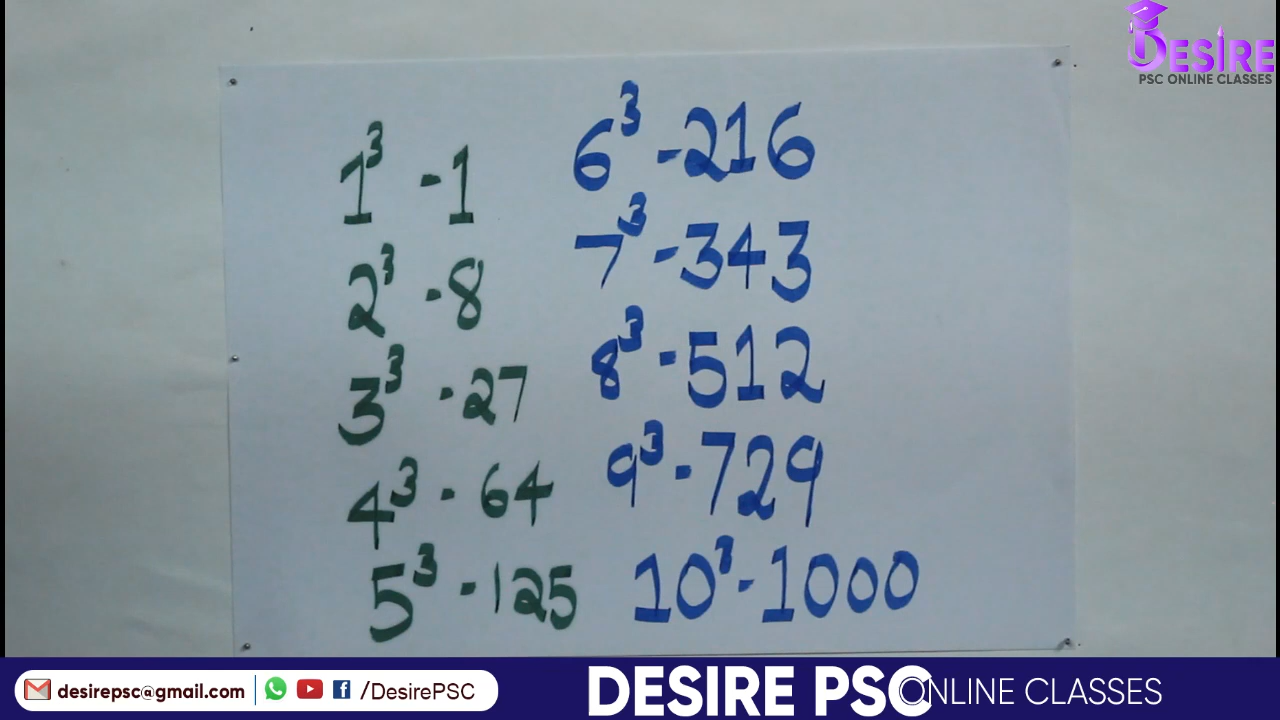 DESIRE
PSC ONLINE CLASSES
1³ - 1
2³ - 8
3³ - 27
4³ - 64
5³ - 125
6³ - 216
7³ - 343
8³ - 512
9³ - 729
10³ - 1000
desirepsc@gmail.com
/DesirePSC
DESIRE PSC ONLINE CLASSES